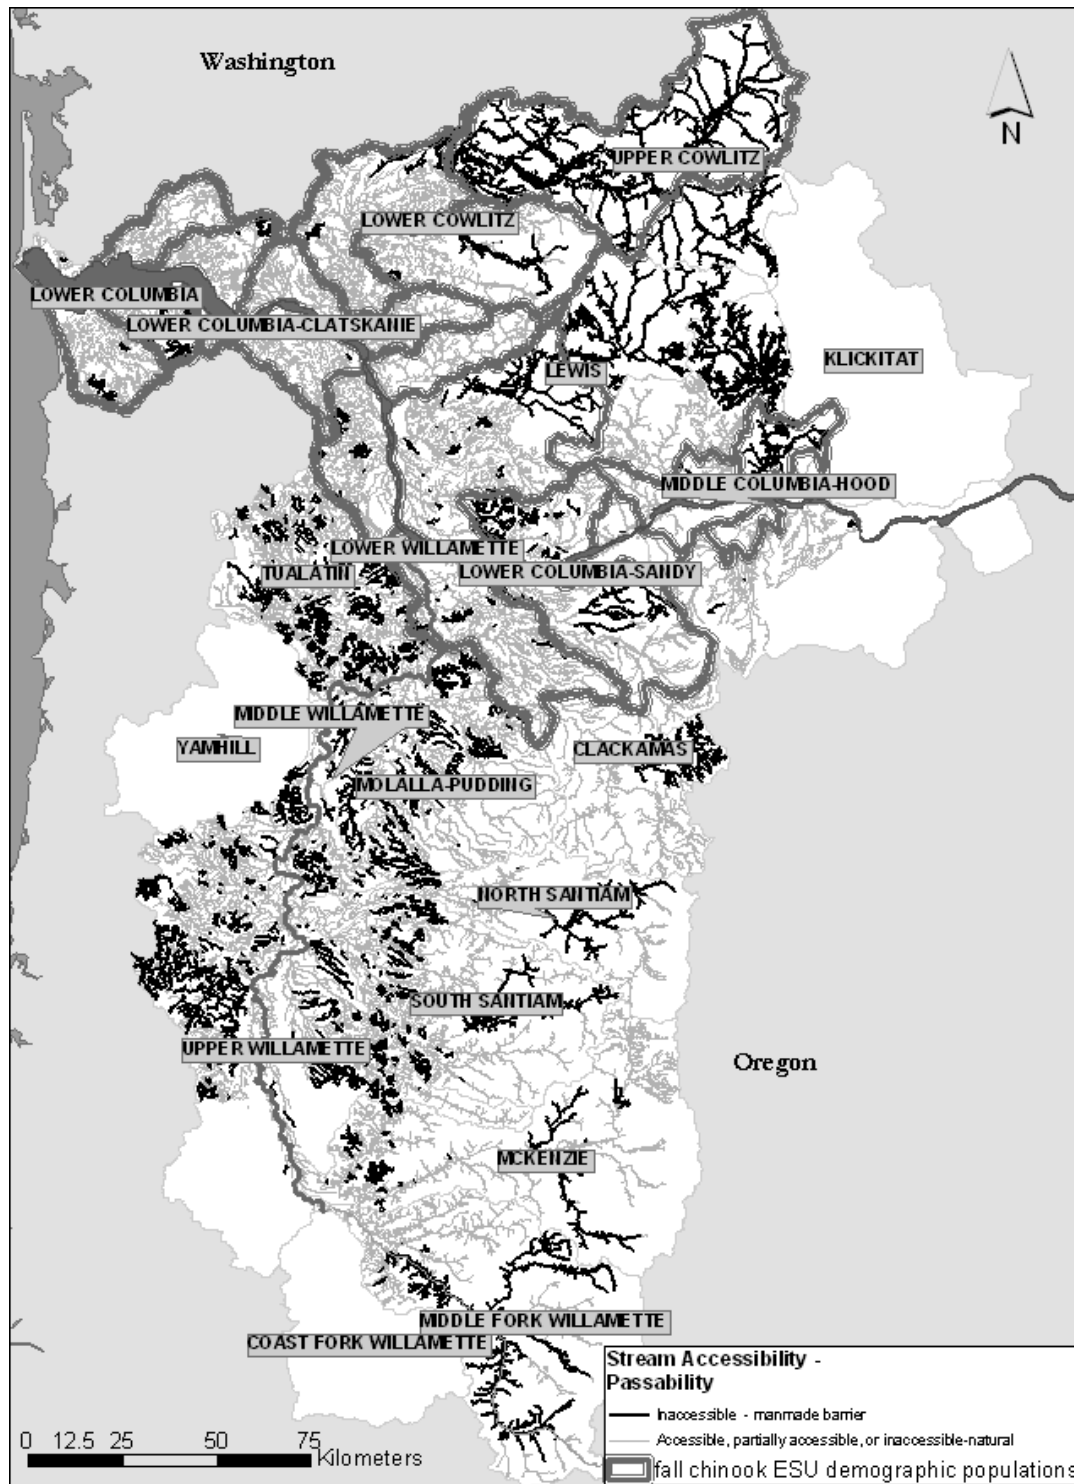 Washington
N
UPPER COWLITZ
LOWER COWLITZ
LOWER COLUMBIA
LOWER COLUMBIA-CLATSKANIE
KLICKITAT
LEWIS
MIDDLE COLUMBIA-HOOD
LOWER WILLAMETTE
TUALATIN
LOWER COLUMBIA-SANDY
MIDDLE WILLAMETTE
YAMHILL
CLACKAMAS
MOLALLA-PUDDING
NORTH SANTIAM
SOUTH SANTIAM
UPPER WILLAMETTE
Oregon
MCKENZIE
MIDDLE FORK WILLAMETTE
COAST FORK WILLAMETTE
Stream Accessibility -
Passability
Inaccessible - manmade barrier
Accessible, partially accessible, or inaccessible-natural
fall chinook ESU demographic populations
0 12.5 25 50 75
Kilometers